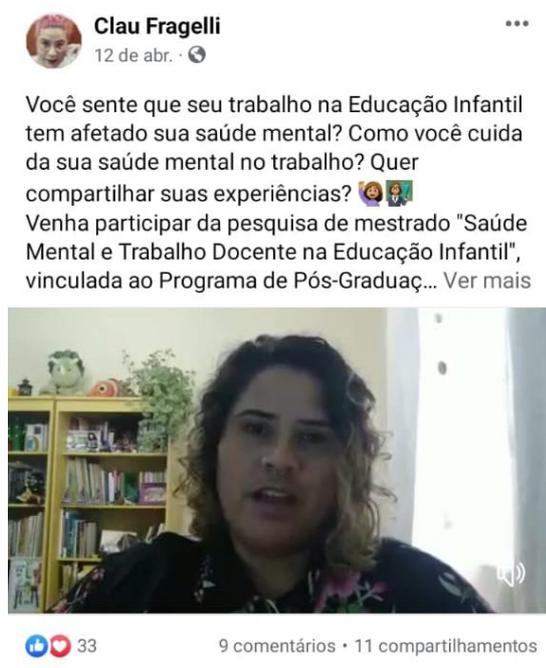 Clau Fragelli
12 de abr.
Você sente que seu trabalho na Educação Infantil
tem afetado sua saúde mental? Como você cuida
da sua saúde mental no trabalho? Quer
compartilhar suas experiências? 🙋🏽‍♀️👩🏽‍🏫
Venha participar da pesquisa de mestrado "Saúde
Mental e Trabalho Docente na Educação Infantil",
vinculada ao Programa de Pós-Graduaç... Ver mais
33
9 comentários • 11 compartilhamentos